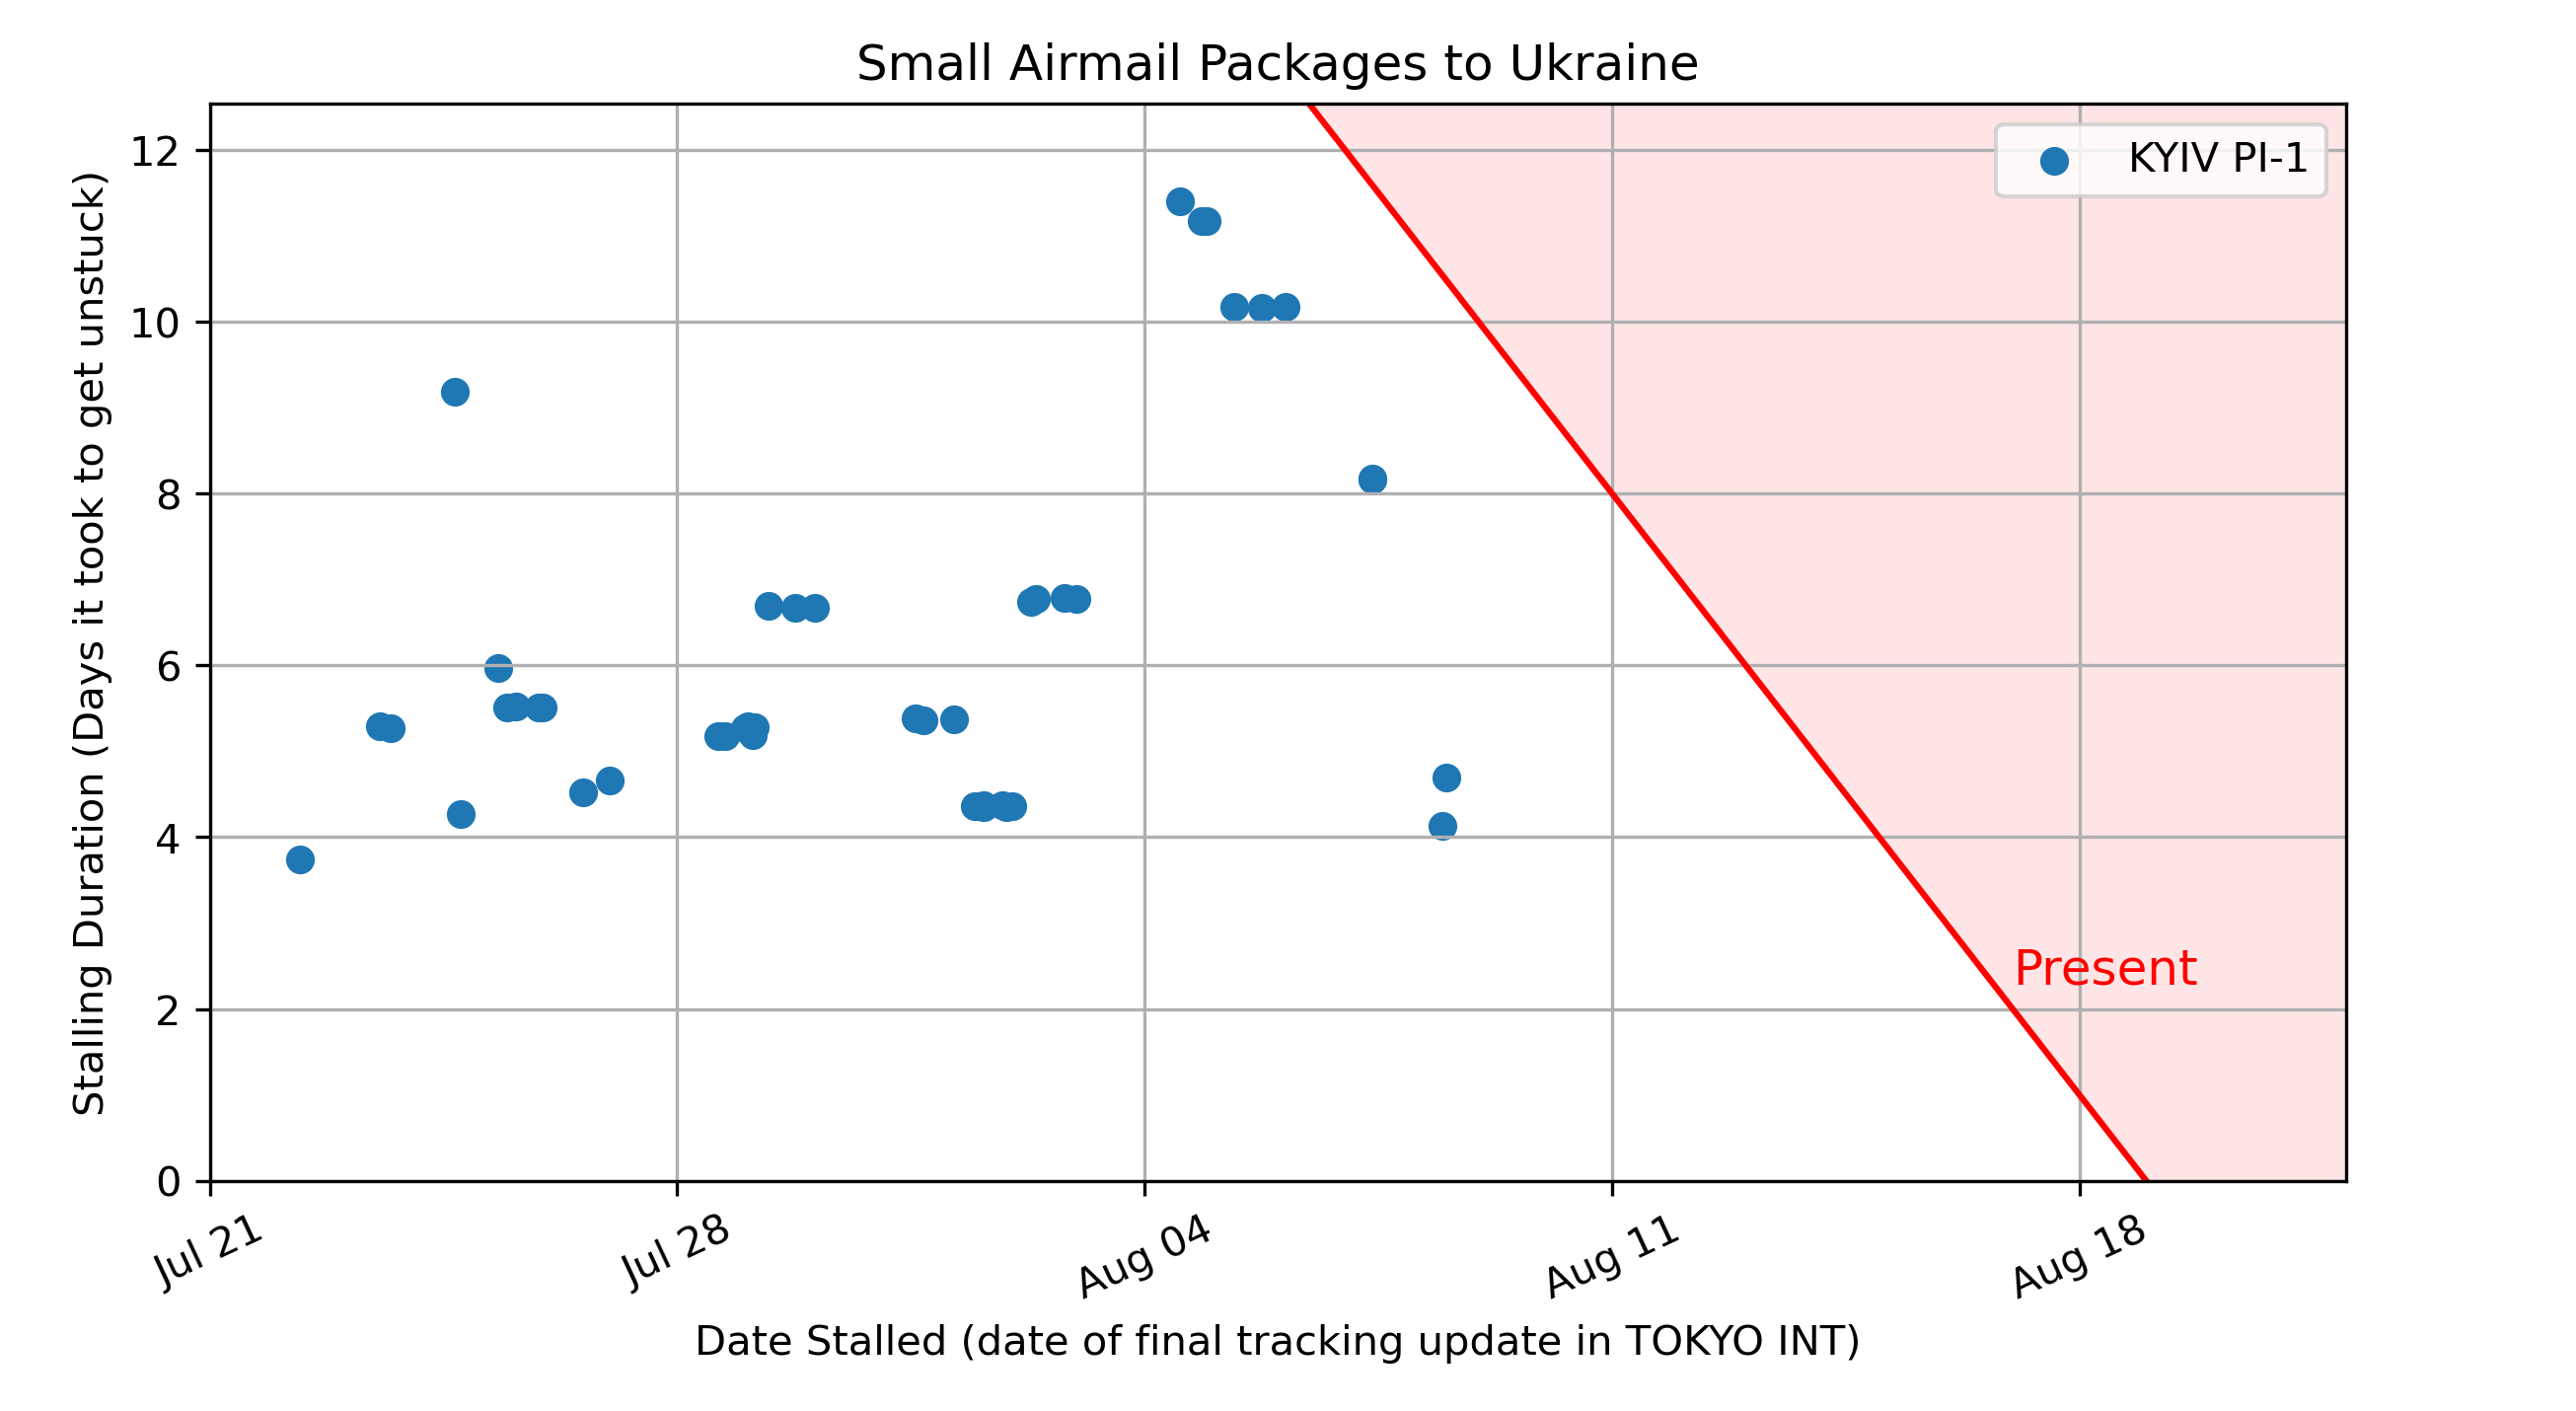 Small Airmail Packages to Ukraine
Stalling Duration (Days it took to get unstuck)
12
10
8
6
4
2
0
KYIV PI-1
Present
Jul 21
Jul 28
Aug 04
Aug 11
Aug 18
Date Stalled (date of final tracking update in TOKYO INT)